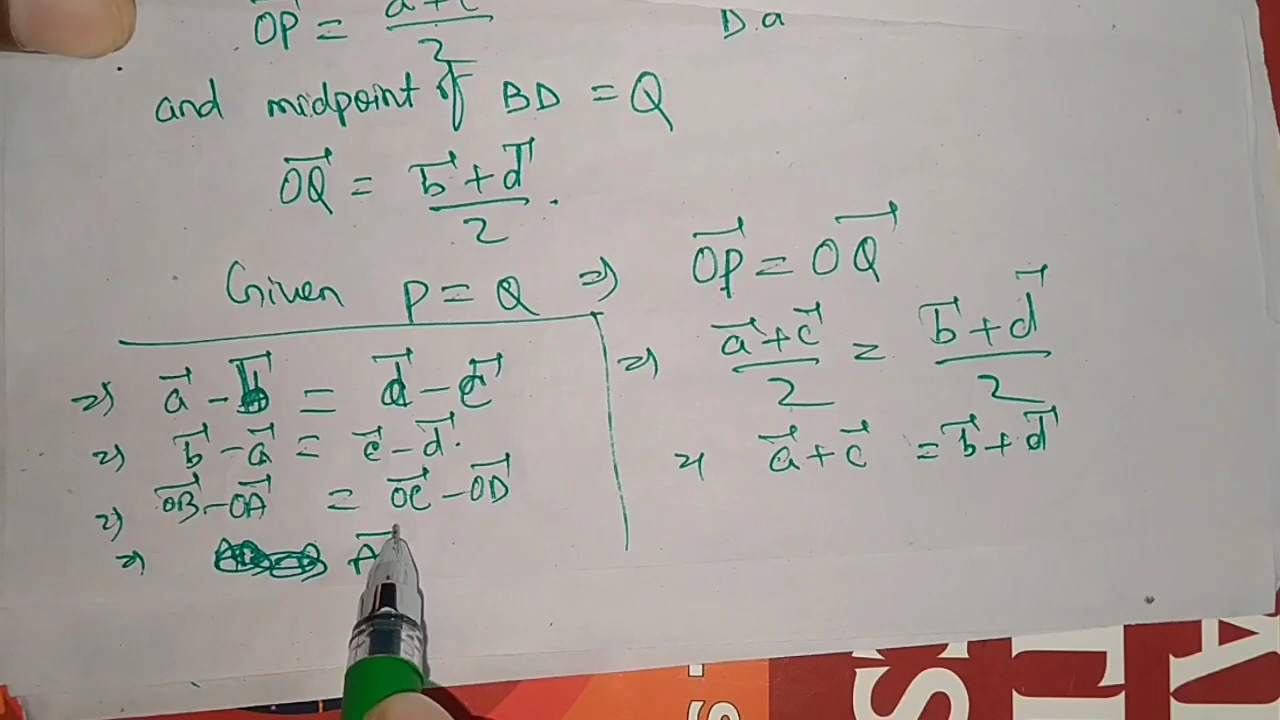 OP⃗ = a+c / 2
D.a
and midpoint of BD = Q
OQ⃗ = b⃗ + d⃗ / 2 .
Given P = Q ⇒ OP⃗ = OQ⃗
⇒ a⃗ + c⃗ / 2 = b⃗ + d⃗ / 2
⇒ a⃗ + c⃗ = b⃗ + d⃗
⇒ a⃗ - b⃗ = d⃗ - c⃗
⇒ b⃗ - a⃗ = c⃗ - d⃗.
⇒ OB⃗ - OA⃗ = OC⃗ - OD⃗
⇒ A